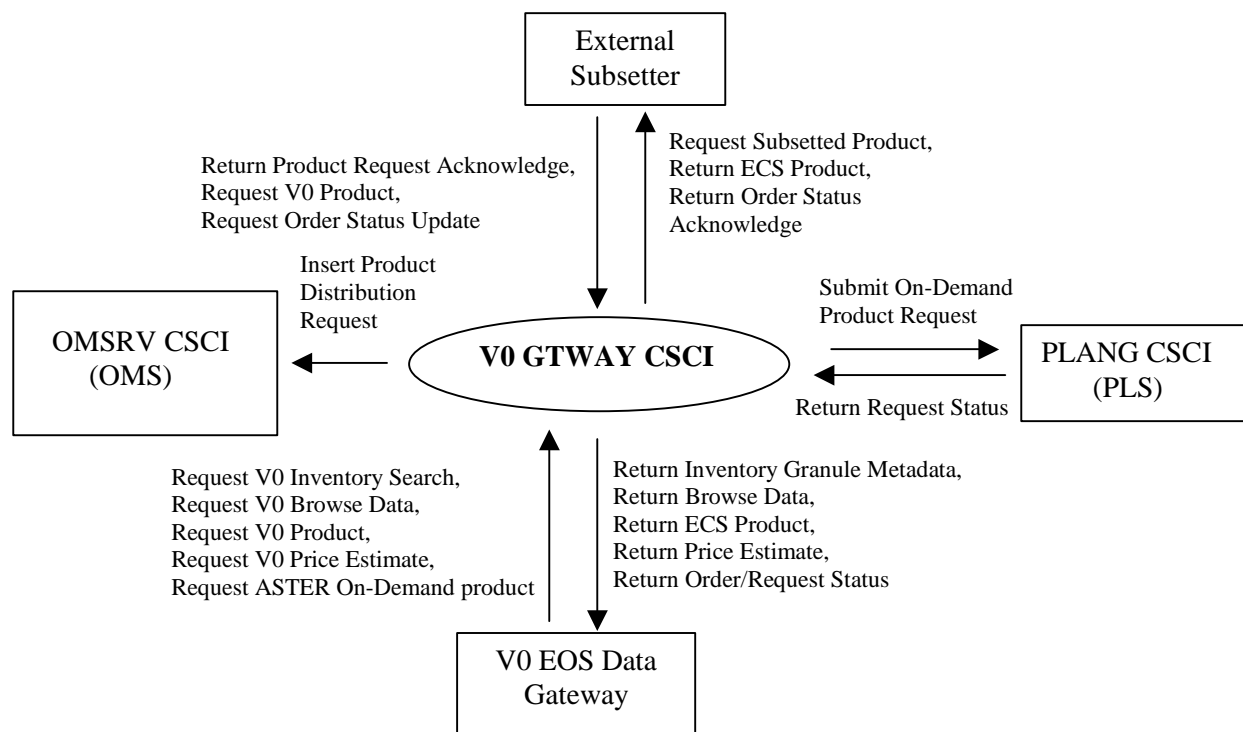 External
Subsetter
Return Product Request Acknowledge,
Request V0 Product,
Request Order Status Update
Request Subsetted Product,
Return ECS Product,
Return Order Status
Acknowledge
Insert Product
Distribution
Request
Submit On-Demand
Product Request
OMSRV CSCI
(OMS)
V0 GTWAY CSCI
PLANG CSCI
(PLS)
Return Request Status
Request V0 Inventory Search,
Request V0 Browse Data,
Request V0 Product,
Request V0 Price Estimate,
Request ASTER On-Demand product
Return Inventory Granule Metadata,
Return Browse Data,
Return ECS Product,
Return Price Estimate,
Return Order/Request Status
V0 EOS Data
Gateway